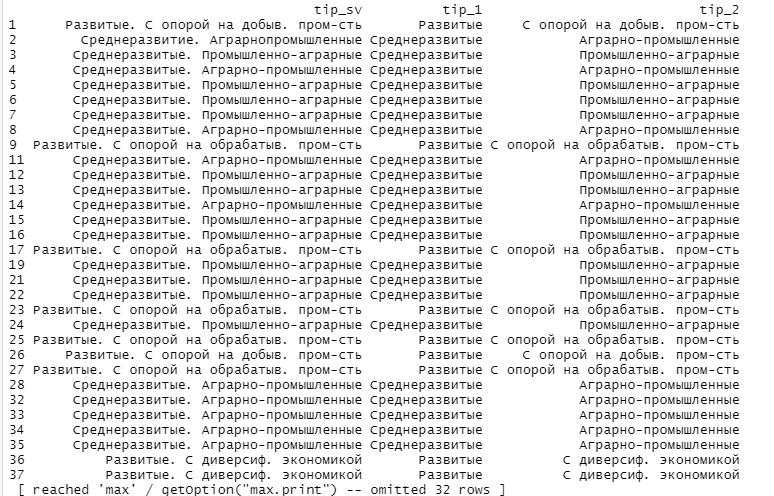 tip_sv tip_1 tip_2
1 Развитые. С опорой на добыв. пром-сть Развитые С опорой на добыв. пром-сть
2 Среднеразвитие. Аграрнопромышленные Среднеразвитые Аграрно-промышленные
3 Среднеразвитые. Промышленно-аграрные Среднеразвитые Промышленно-аграрные
4 Среднеразвитые. Аграрно-промышленные Среднеразвитые Аграрно-промышленные
5 Среднеразвитые. Промышленно-аграрные Среднеразвитые Промышленно-аграрные
6 Среднеразвитые. Промышленно-аграрные Среднеразвитые Промышленно-аграрные
7 Среднеразвитые. Промышленно-аграрные Среднеразвитые Промышленно-аграрные
8 Среднеразвитые. Аграрно-промышленные Среднеразвитые Аграрно-промышленные
9 Развитые. С опорой на обрабатыв. пром-сть Развитые С опорой на обрабатыв. пром-сть
11 Среднеразвитые. Аграрно-промышленные Среднеразвитые Аграрно-промышленные
12 Среднеразвитые. Промышленно-аграрные Среднеразвитые Промышленно-аграрные
13 Среднеразвитые. Промышленно-аграрные Среднеразвитые Промышленно-аграрные
14 Среднеразвитые. Аграрно-промышленные Среднеразвитые Аграрно-промышленные
15 Среднеразвитые. Промышленно-аграрные Среднеразвитые Промышленно-аграрные
16 Среднеразвитые. Промышленно-аграрные Среднеразвитые Промышленно-аграрные
17 Развитые. С опорой на обрабатыв. пром-сть Развитые С опорой на обрабатыв. пром-сть
19 Среднеразвитые. Промышленно-аграрные Среднеразвитые Промышленно-аграрные
21 Среднеразвитые. Промышленно-аграрные Среднеразвитые Промышленно-аграрные
22 Среднеразвитые. Промышленно-аграрные Среднеразвитые Промышленно-аграрные
23 Развитые. С опорой на обрабатыв. пром-сть Развитые С опорой на обрабатыв. пром-сть
24 Среднеразвитые. Промышленно-аграрные Среднеразвитые Промышленно-аграрные
25 Развитые. С опорой на обрабатыв. пром-сть Развитые С опорой на обрабатыв. пром-сть
26 Развитые. С опорой на добыв. пром-сть Развитые С опорой на добыв. пром-сть
27 Развитые. С опорой на обрабатыв. пром-сть Развитые С опорой на обрабатыв. пром-сть
28 Среднеразвитые. Аграрно-промышленные Среднеразвитые Аграрно-промышленные
32 Среднеразвитые. Аграрно-промышленные Среднеразвитые Аграрно-промышленные
33 Среднеразвитые. Аграрно-промышленные Среднеразвитые Аграрно-промышленные
34 Среднеразвитые. Аграрно-промышленные Среднеразвитые Аграрно-промышленные
35 Среднеразвитые. Аграрно-промышленные Среднеразвитые Аграрно-промышленные
36 Развитые. С диверсиф. экономикой Развитые С диверсиф. экономикой
37 Развитые. С диверсиф. экономикой Развитые С диверсиф. экономикой
[ reached 'max' / getOption("max.print") -- omitted 32 rows ]